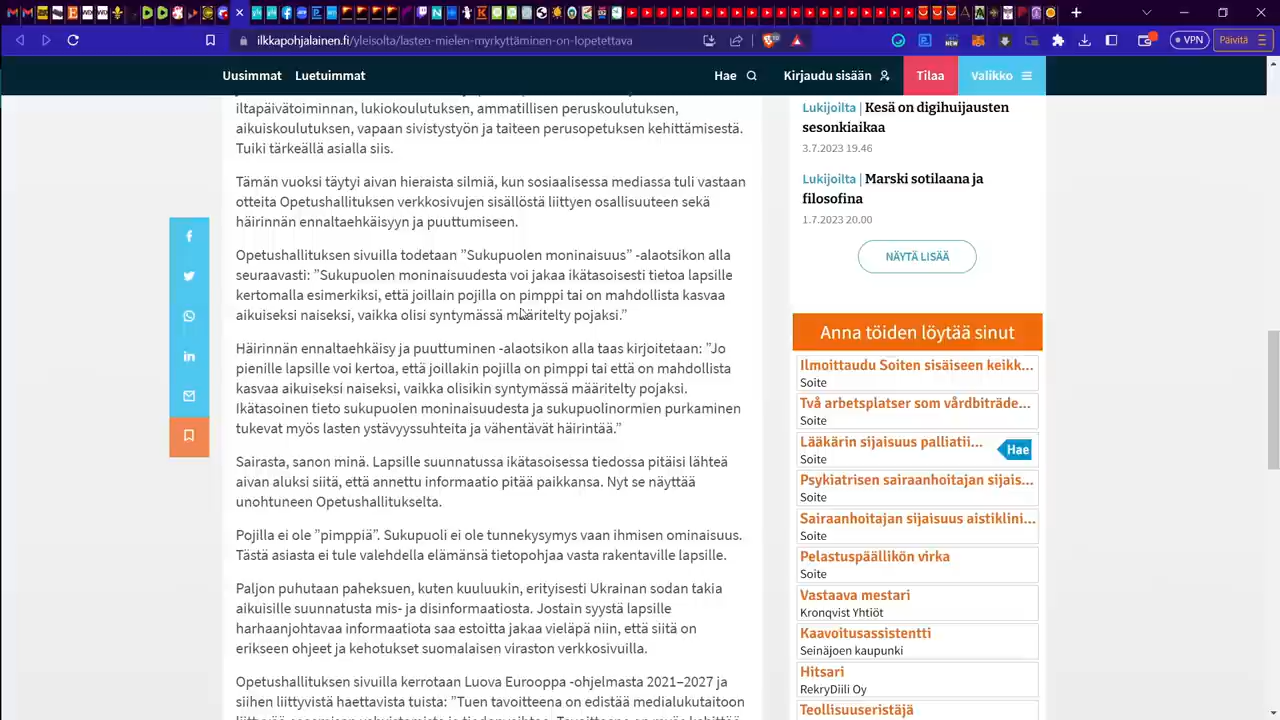 ilkkapohjalainen.fi/yleisolta/lasten-mielen-myrkyttäminen-on-lopetettava
VPN
Päivitä
Uusimmat Luetuimmat
Hae
Kirjaudu sisään
Tilaa
Valikko
iltapäivätoiminnan, lukiokoulutuksen, ammatillisen peruskoulutuksen,
aikuiskoulutuksen, vapaan sivistystyön ja taiteen perusopetuksen kehittämisestä.
Tuiki tärkeällä asialla siis.
Tämän vuoksi täytyi aivan hieraista silmiä, kun sosiaalisessa mediassa tuli vastaan
otteita Opetushallituksen verkkosivujen sisällöstä liittyen osallisuuteen sekä
häirinnän ennaltaehkäisyyn ja puuttumiseen.
Opetushallituksen sivuilla todetaan ”Sukupuolen moninaisuus” -alaotsikon alla
seuraavasti: ”Sukupuolen moninaisuudesta voi jakaa ikätasoisesti tietoa lapsille
kertomalla esimerkiksi, että joillain pojilla on pimppi tai on mahdollista kasvaa
aikuiseksi naiseksi, vaikka olisi syntymässä määritelty pojaksi.”
Häirinnän ennaltaehkäisy ja puuttuminen -alaotsikon alla taas kirjoitetaan: ”Jo
pienille lapsille voi kertoa, että joillakin pojilla on pimppi tai että on mahdollista
kasvaa aikuiseksi naiseksi, vaikka olisikin syntymässä määritelty pojaksi.
Ikätasoinen tieto sukupuolen moninaisuudesta ja sukupuolinormien purkaminen
tukevat myös lasten ystävyyssuhteita ja vähentävät häirintää.”
Sairasta, sanon minä. Lapsille suunnatussa ikätasoisessa tiedossa pitäisi lähteä
aivan aluksi siitä, että annettu informaatio pitää paikkansa. Nyt se näyttää
unohtuneen Opetushallitukselta.
Pojilla ei ole ”pimppiä”. Sukupuoli ei ole tunnekysymys vaan ihmisen ominaisuus.
Tästä asiasta ei tule valehdella elämänsä tietopohjaa vasta rakentaville lapsille.
Paljon puhutaan paheksuen, kuten kuuluukin, erityisesti Ukrainan sodan takia
aikuisille suunnatusta mis- ja disinformaatiosta. Jostain syystä lapsille
harhaanjohtavaa informaatiota saa estoitta jakaa vieläpä niin, että siitä on
erikseen ohjeet ja kehotukset suomalaisen viraston verkkosivuilla.
Opetushallituksen sivuilla kerrotaan Luova Eurooppa -ohjelmasta 2021–2027 ja
siihen liittyvistä haettavista tuista: ”Tuen tavoitteena on edistää medialukutaitoon
Lukijoilta | Kesä on digihuijausten
sesonkiaikaa
3.7.2023 19.46
Lukijoilta | Marski sotilaana ja
filosofina
1.7.2023 20.00
NÄYTÄ LISÄÄ
Anna töiden löytää sinut
Ilmoittaudu Soiten sisäiseen keikk...
Soite
Två arbetsplatser som vårdbiträde...
Soite
Lääkärin sijaisuus palliatii...
Soite
Hae
Psykiatrisen sairaanhoitajan sijais...
Soite
Sairaanhoitajan sijaisuus aistiklini...
Soite
Pelastuspäällikön virka
Soite
Vastaava mestari
Kronqvist Yhtiöt
Kaavoitusassistentti
Seinäjoen kaupunki
Hitsari
RekryDiili Oy
Teollisuuseristäjä